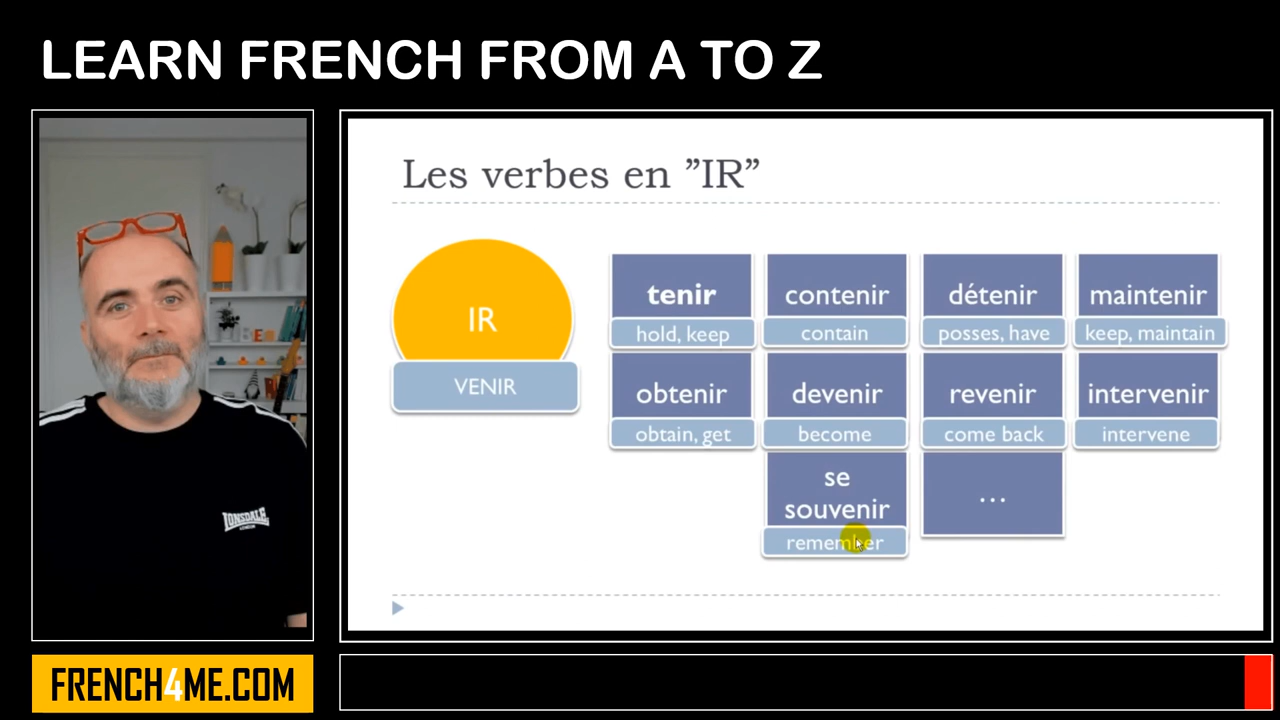 LEARN FRENCH FROM A TO Z
Les verbes en ”IR”
IR
VENIR
tenir
hold, keep
contenir
contain
détenir
posses, have
maintenir
keep, maintain
obtenir
obtain, get
devenir
become
revenir
come back
intervenir
intervene
se
souvenir
remember
...
LONSDALE
LONDON
FRENCH4ME.COM